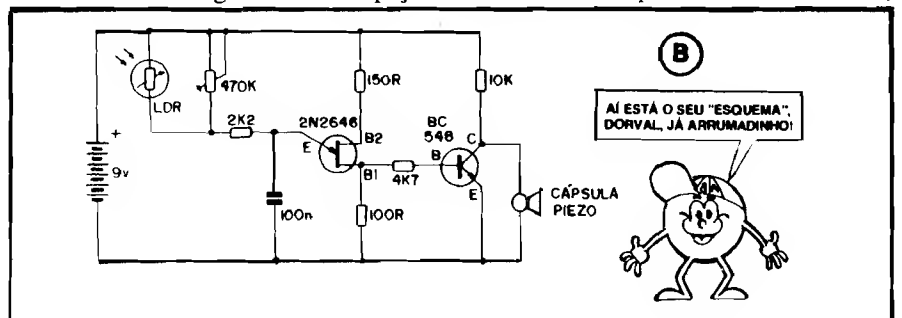 B
AÍ ESTÁ O SEU "ESQUEMA",
DORVAL, JÁ ARRUMADINHO!
LDR
470K
2K2
9v
+
100n
2N2646
E
B2
B1
150R
100R
4K7
BC
548
B
C
E
10K
CÁPSULA
PIEZO